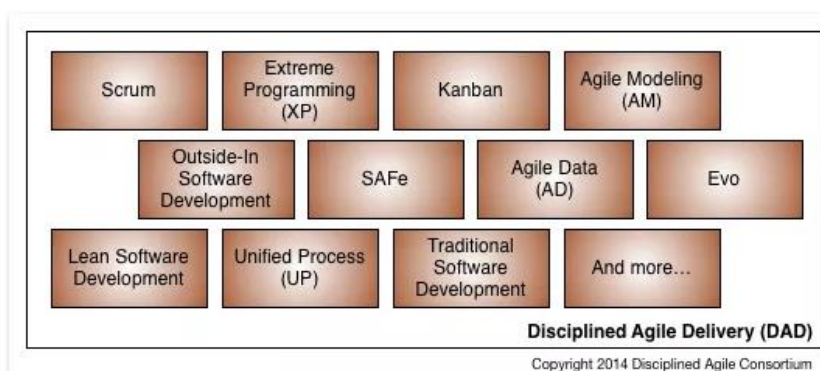 Scrum
Extreme
Programming
(XP)
Kanban
Agile Modeling
(AM)
Outside-In
Software
Development
SAFe
Agile Data
(AD)
Evo
Lean Software
Development
Unified Process
(UP)
Traditional
Software
Development
And more...
Disciplined Agile Delivery (DAD)
Copyright 2014 Disciplined Agile Consortium